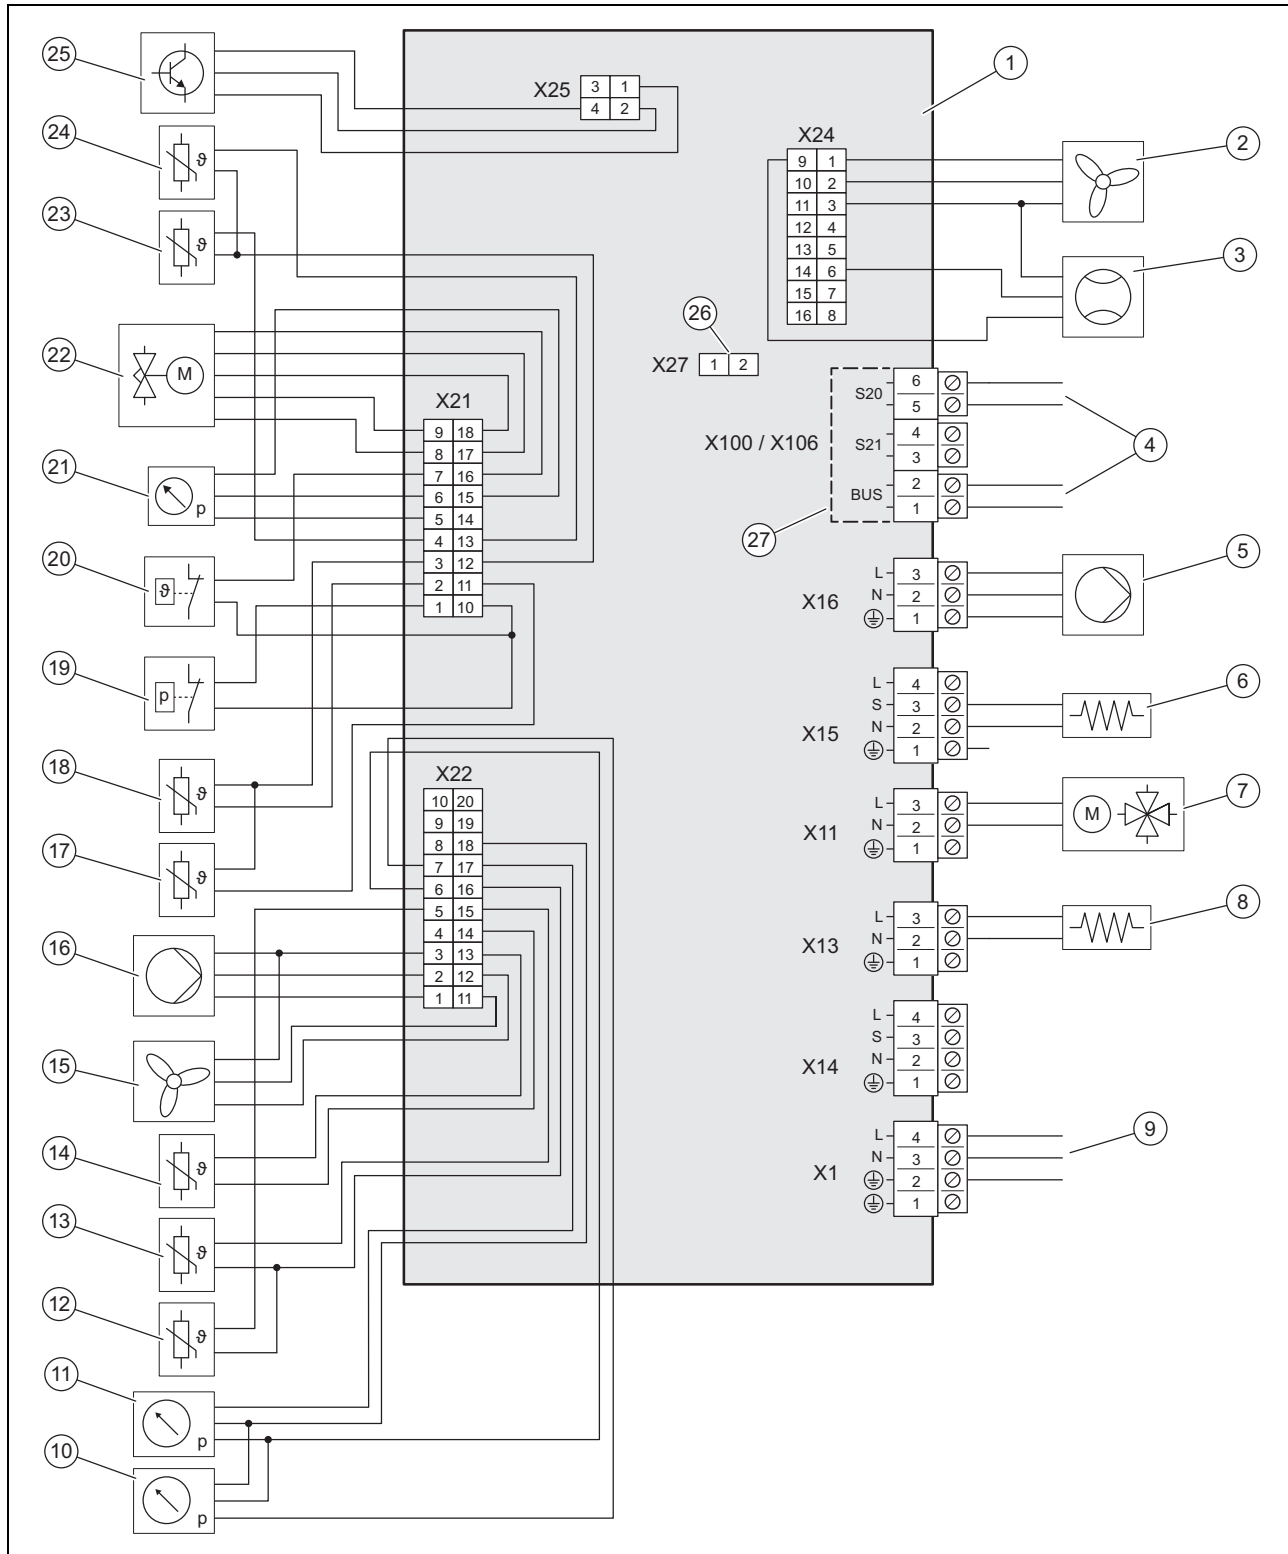 25
X25
3 1
4 2
1
24
ϑ
X24
9 1
10 2
11 3
12 4
13 5
14 6
15 7
16 8
2
23
ϑ
3
26
X27
1 2
22
M
X21
9 18
8 17
7 16
6 15
5 14
4 13
3 12
2 11
1 10
X100 / X106
S20
6
5
S21
4
3
BUS
2
1
4
21
p
27
20
ϑ
X16
L 3
N 2
1
5
19
p
X15
L 4
S 3
N 2
1
6
18
ϑ
X22
10 20
9 19
8 18
7 17
6 16
5 15
4 14
3 13
2 12
1 11
X11
L 3
N 2
1
M
7
17
ϑ
X13
L 3
N 2
1
8
16
X14
L 4
S 3
N 2
1
15
X1
L 4
N 3
2
1
9
14
ϑ
13
ϑ
12
ϑ
11
p
10
p